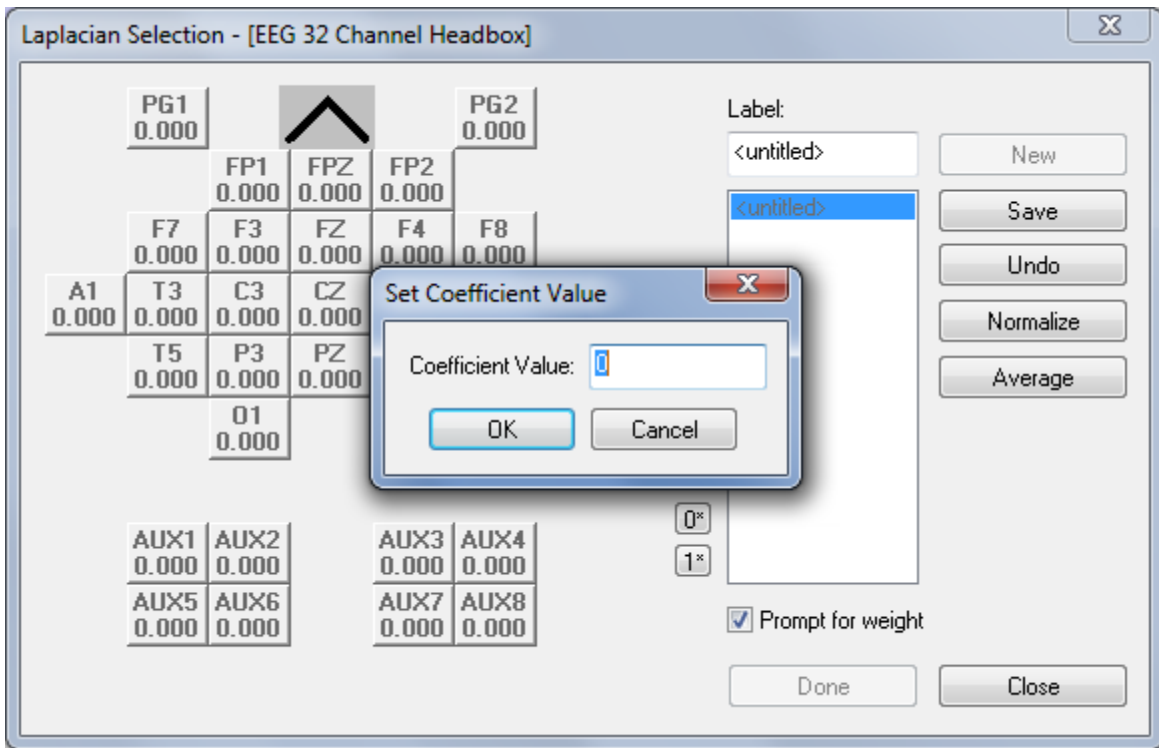 Laplacian Selection - [EEG 32 Channel Headbox]
PG1 PG2
0.000 0.000
FP1 FPZ FP2
0.000 0.000 0.000
F7 F3 FZ F4 F8
0.000 0.000 0.000 0.000 0.000
A1 T3 C3 CZ
0.000 0.000 0.000 0.000
T5 P3 PZ
0.000 0.000 0.000
O1
0.000
AUX1 AUX2 AUX3 AUX4
0.000 0.000 0.000 0.000
AUX5 AUX6 AUX7 AUX8
0.000 0.000 0.000 0.000
Set Coefficient Value
Coefficient Value: 0
OK Cancel
0*
1*
Label:
<untitled>
<untitled>
New
Save
Undo
Normalize
Average
Prompt for weight
Done Close